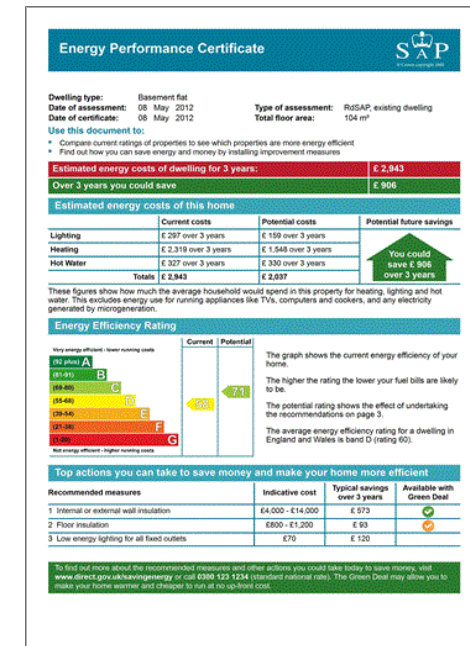 Energy Performance Certificate
SAP
Dwelling type: Basement flat
Date of assessment: 08 May 2012 Type of assessment: RdSAP, existing dwelling
Date of certificate: 08 May 2012 Total floor area: 104 m²
Use this document to:
• Compare current ratings of properties to see which properties are more energy efficient
• Find out how you can save energy and money by installing improvement measures
Estimated energy costs of dwelling for 3 years: £ 2,943
Over 3 years you could save £ 906
Estimated energy costs of this home
Current costs Potential costs Potential future savings
Lighting £ 297 over 3 years £ 159 over 3 years
Heating £ 2,319 over 3 years £ 1,548 over 3 years
Hot Water £ 327 over 3 years £ 330 over 3 years
Totals £ 2,943 £ 2,037
You could
save £ 906
over 3 years
These figures show how much the average household would spend in this property for heating, lighting and hot
water. This excludes energy use for running appliances like TVs, computers and cookers, and any electricity
generated by microgeneration.
Energy Efficiency Rating
Current Potential
Very energy efficient - lower running costs
(92 plus) A
(81-91) B
(69-80) C
(55-68) D
(39-54) E
(21-38) F
(1-20) G
Not energy efficient - higher running costs
71
The graph shows the current energy efficiency of your
home.
The higher the rating the lower your fuel bills are likely
to be.
The potential rating shows the effect of undertaking
the recommendations on page 3.
The average energy efficiency rating for a dwelling in
England and Wales is band D (rating 60).
Top actions you can take to save money and make your home more efficient
Recommended measures Indicative cost Typical savings over 3 years Available with Green Deal
1 Internal or external wall insulation £4,000 - £14,000 £ 573
2 Floor insulation £800 - £1,200 £ 93
3 Low energy lighting for all fixed outlets £70 £ 120
To find out more about the recommended measures and other actions you could take today to save money, visit
www.direct.gov.uk/savingenergy or call 0300 123 1234 (standard national rate). The Green Deal may allow you to
make your home warmer and cheaper to run at no up-front cost.